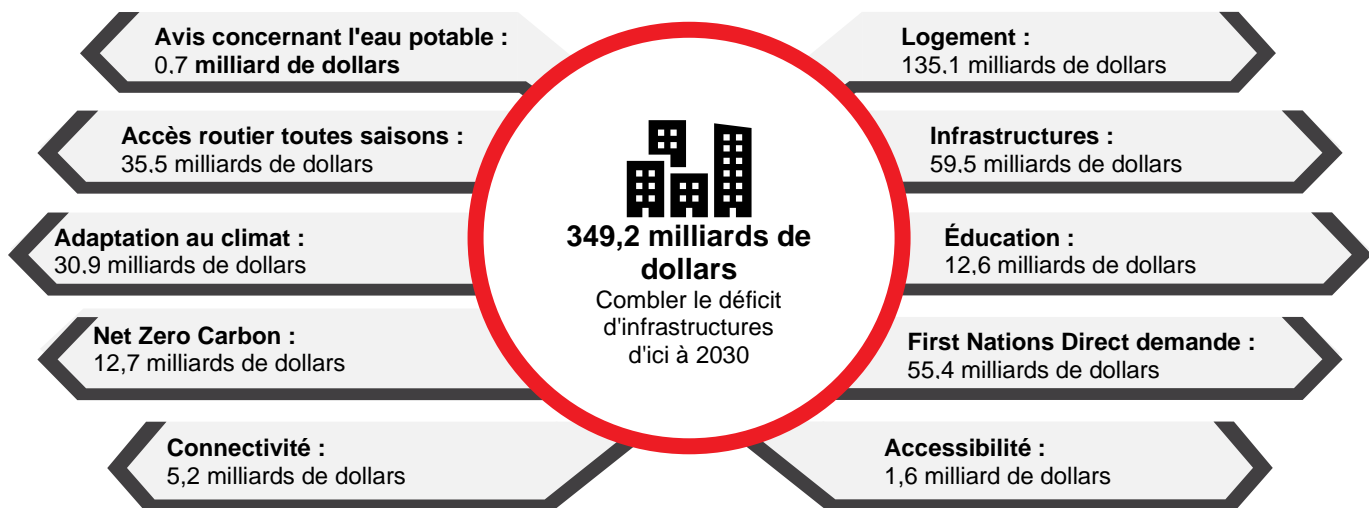 Avis concernant l'eau potable :
0,7 milliard de dollars
Accès routier toutes saisons :
35,5 milliards de dollars
Adaptation au climat :
30,9 milliards de dollars
Net Zero Carbon :
12,7 milliards de dollars
Connectivité :
5,2 milliards de dollars
349,2 milliards de
dollars
Combler le déficit
d'infrastructures
d'ici à 2030
Logement :
135,1 milliards de dollars
Infrastructures :
59,5 milliards de dollars
Éducation :
12,6 milliards de dollars
First Nations Direct demande :
55,4 milliards de dollars
Accessibilité :
1,6 milliard de dollars